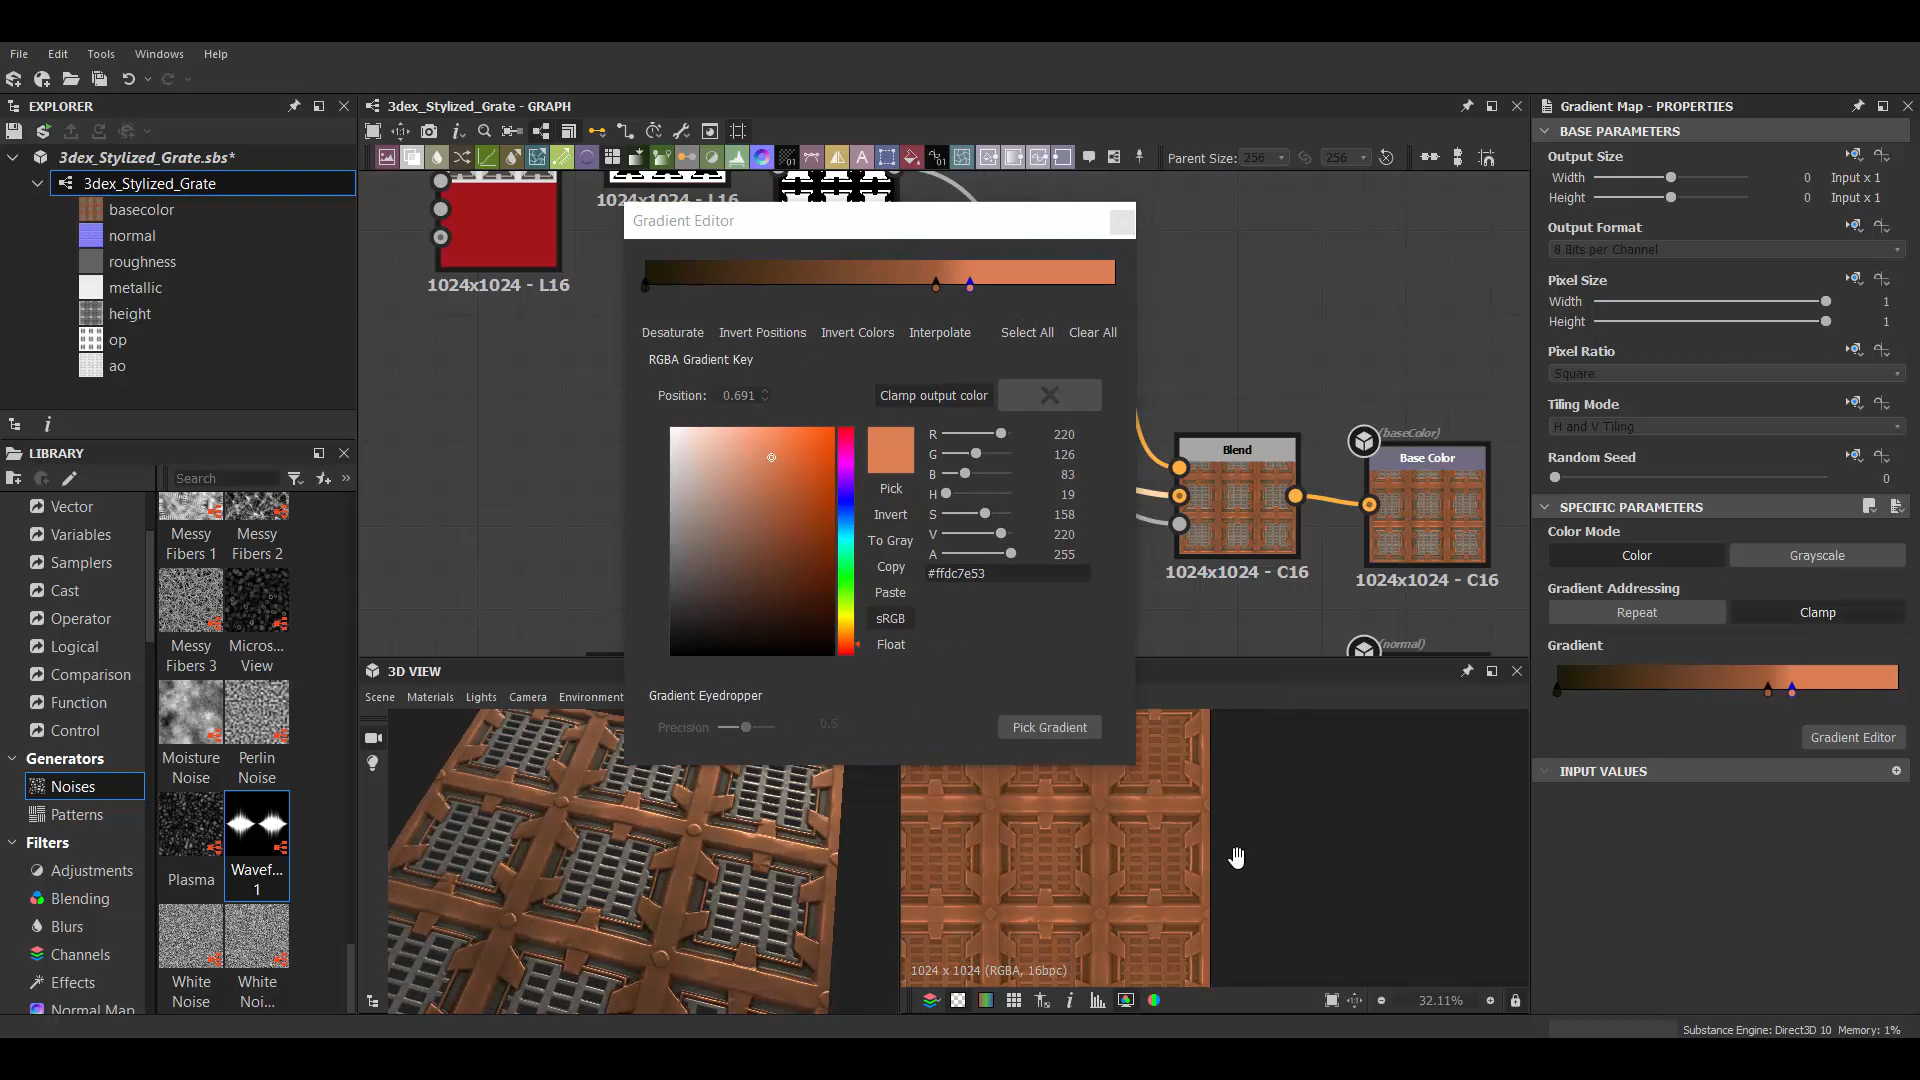 File Edit Tools Windows Help
EXPLORER
3dex_Stylized_Grate.sbs*
3dex_Stylized_Grate
basecolor
normal
roughness
metallic
height
op
ao
LIBRARY
Search
Vector
Variables
Samplers
Cast
Operator
Logical
Comparison
Function
Control
Generators
Noises
Patterns
Filters
Adjustments
Blending
Blurs
Channels
Effects
Normal Map
Messy Fibers 1
Messy Fibers 2
Messy Fibers 3
Micros... View
Moisture Noise
Perlin Noise
Plasma
Wavef... 1
White Noise
White Noi...
3dex_Stylized_Grate - GRAPH
Parent Size: 256 256
1024x1024 - L16
1024x1024 - L16
Gradient Editor
Desaturate Invert Positions Invert Colors Interpolate Select All Clear All
RGBA Gradient Key
Position: 0.691 Clamp output color
R 220
G 126
B 83
H 19
S 158
V 220
A 255
#ffdc7e53
Pick
Invert
To Gray
Copy
Paste
sRGB
Float
Gradient Eyedropper
Precision 0.5 Pick Gradient
Blend
1024x1024 - C16
(baseColor)
Base Color
1024x1024 - C16
(normal)
3D VIEW
Scene Materials Lights Camera Environment
1024 x 1024 (RGBA, 16bpc)
32.11%
Gradient Map - PROPERTIES
BASE PARAMETERS
Output Size
Width 0 Input x 1
Height 0 Input x 1
Output Format
8 Bits per Channel
Pixel Size
Width 1
Height 1
Pixel Ratio
Square
Tiling Mode
H and V Tiling
Random Seed
0
SPECIFIC PARAMETERS
Color Mode
Color Grayscale
Gradient Addressing
Repeat Clamp
Gradient
Gradient Editor
INPUT VALUES
Substance Engine: Direct3D 10 Memory: 1%